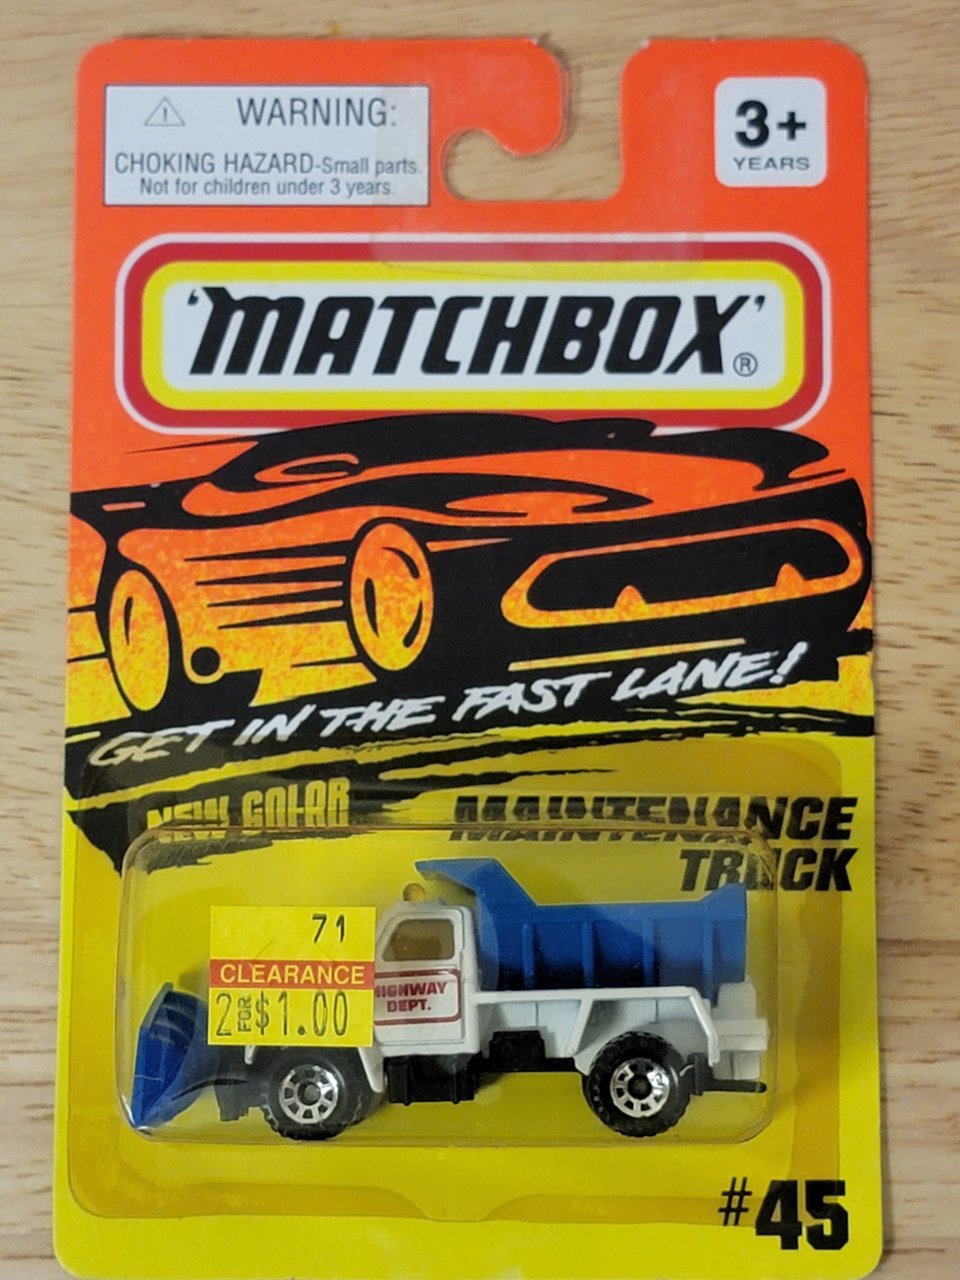 WARNING:
CHOKING HAZARD-Small parts.
Not for children under 3 years.
3+
YEARS
'MATCHBOX'®
GET IN THE FAST LANE!
NEW COLOR
MAINTENANCE
TRUCK
71
CLEARANCE
2 FOR $1.00
HIGHWAY
DEPT.
#45